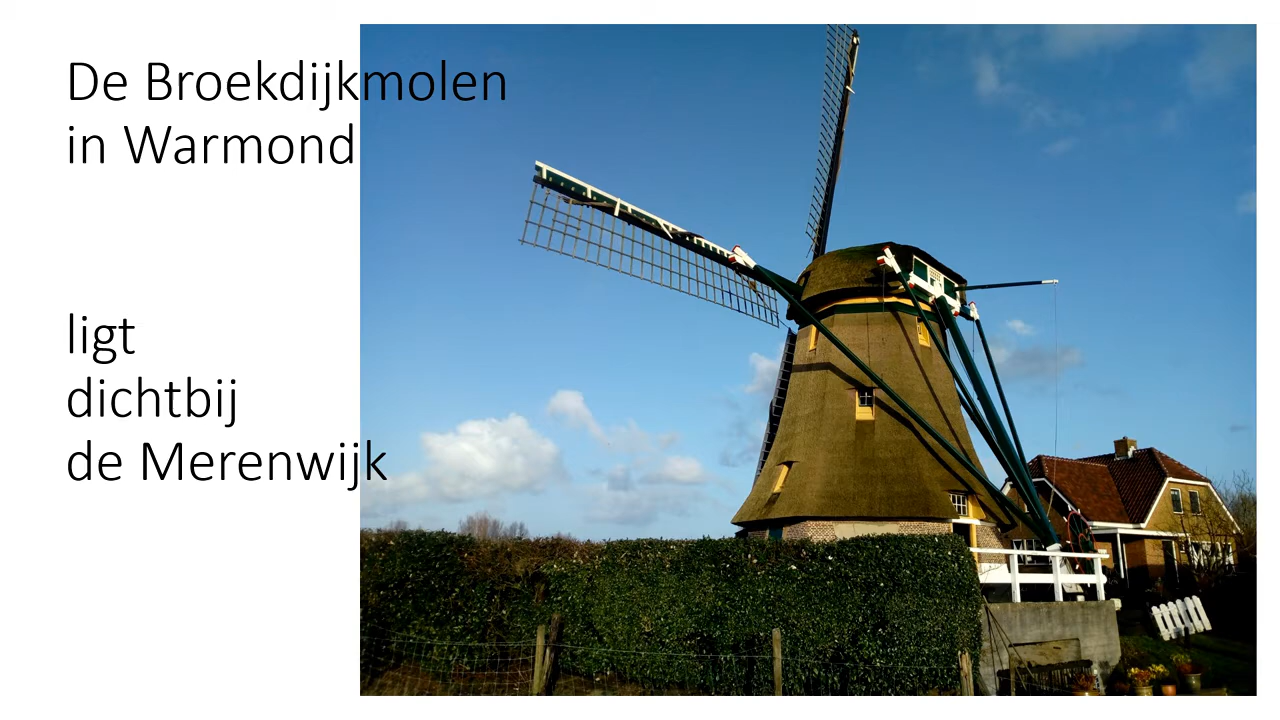 De Broekdijkmolen
in Warmond
ligt
dichtbij
de Merenwijk